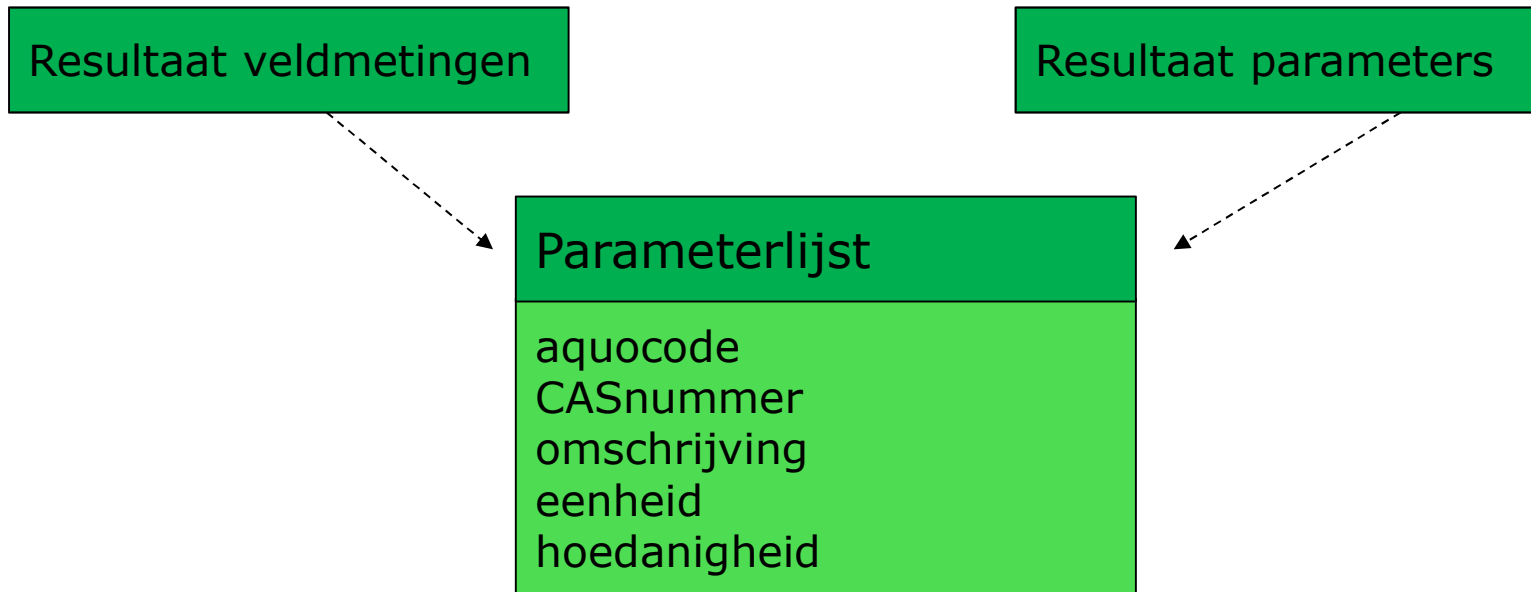 Resultaat veldmetingen
Resultaat parameters
Parameterlijst
aquocode
CASnummer
omschrijving
eenheid
hoedanigheid